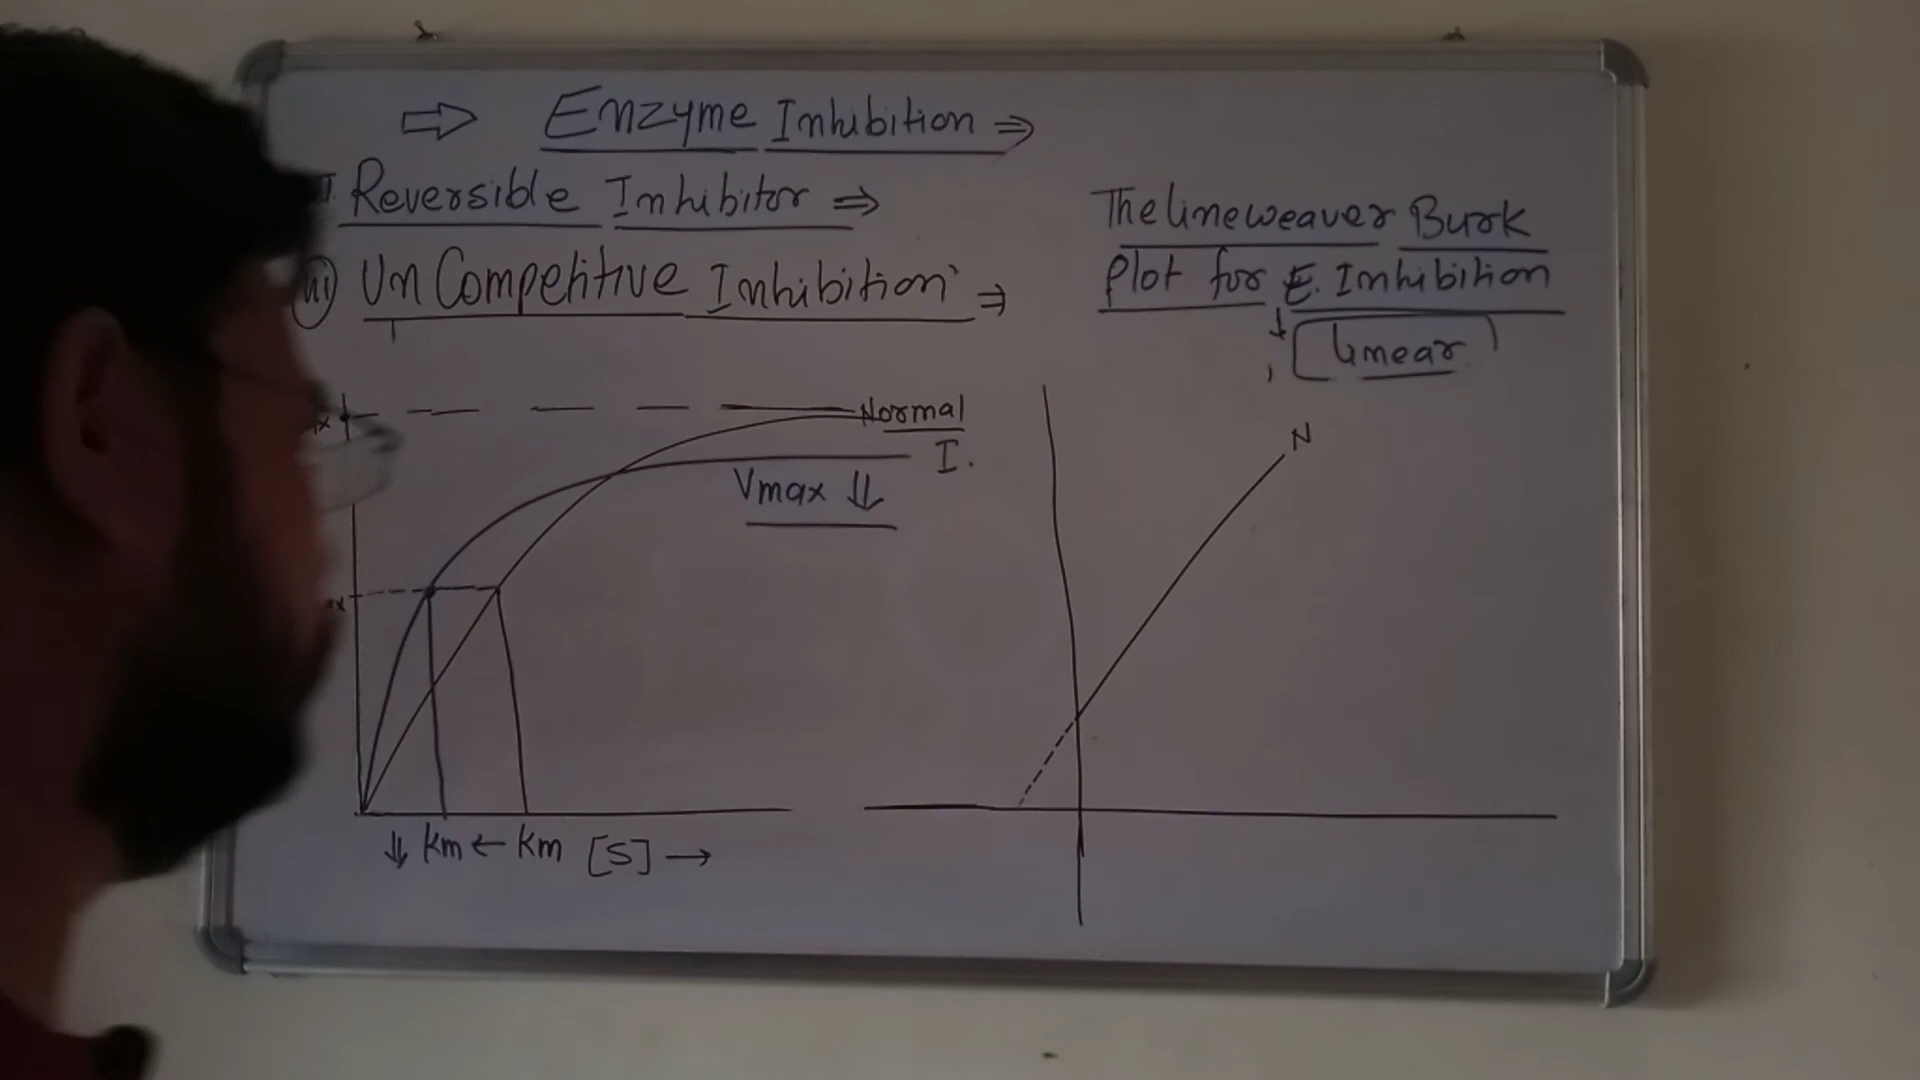 ⇒ Enzyme Inhibition ⇒
Reversible Inhibitor ⇒
Un Competitive Inhibition ⇒
The lineweaver Burk
Plot for E. Inhibition
↓
Linear
Normal
I.
Vmax ⇓
⇓ km ← km [S] →
N